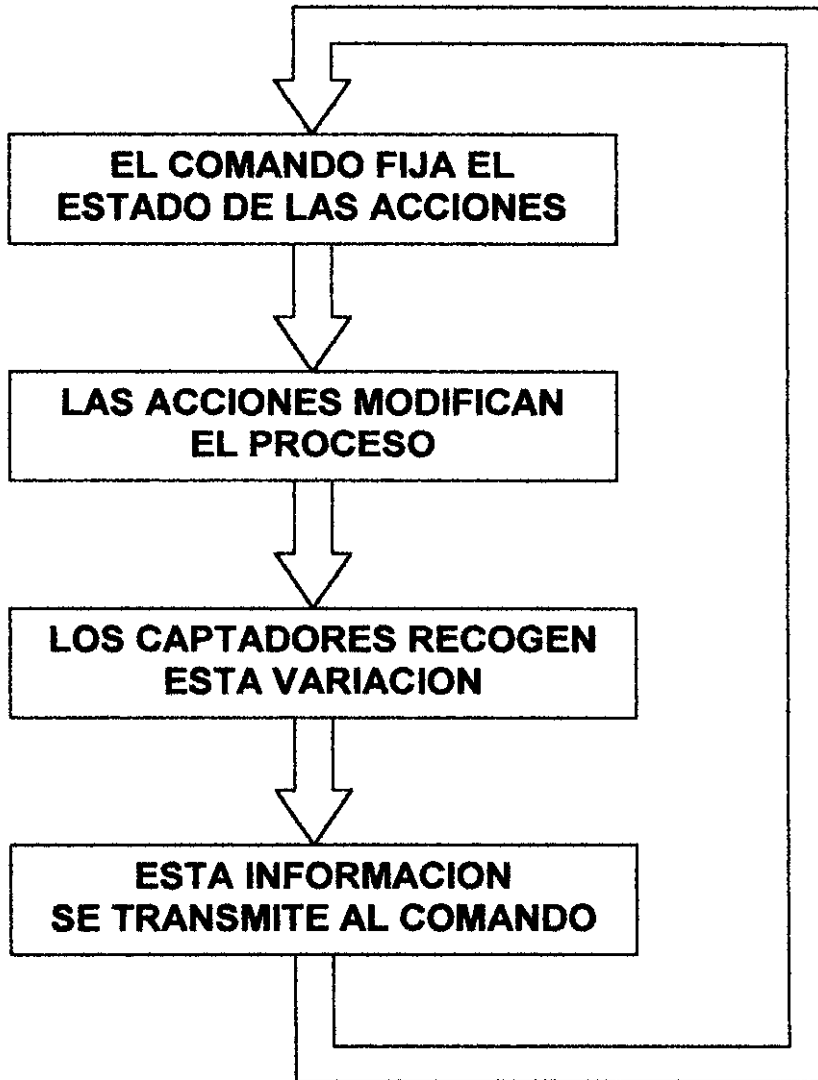 EL COMANDO FIJA EL
ESTADO DE LAS ACCIONES
LAS ACCIONES MODIFICAN
EL PROCESO
LOS CAPTADORES RECOGEN
ESTA VARIACION
ESTA INFORMACION
SE TRANSMITE AL COMANDO